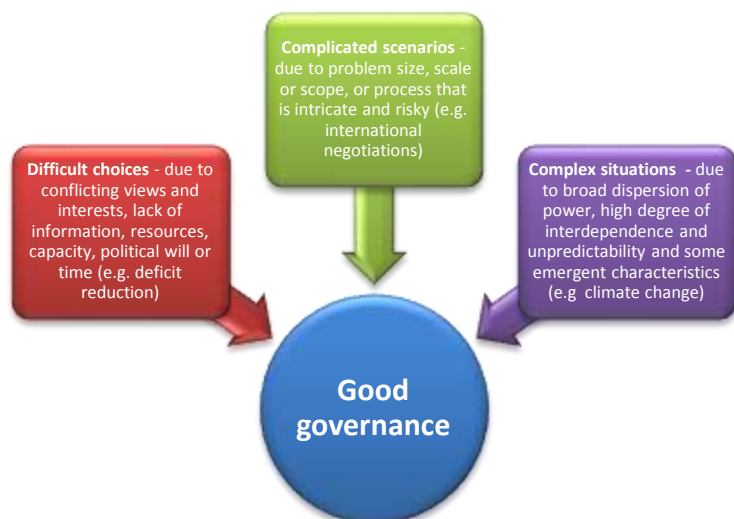 Complicated scenarios -
due to problem size, scale
or scope, or process that
is intricate and risky (e.g.
international
negotiations)
Difficult choices - due to
conflicting views and
interests, lack of
information, resources,
capacity, political will or
time (e.g. deficit
reduction)
Complex situations - due
to broad dispersion of
power, high degree of
interdependence and
unpredictability and some
emergent characteristics
(e.g climate change)
Good
governance